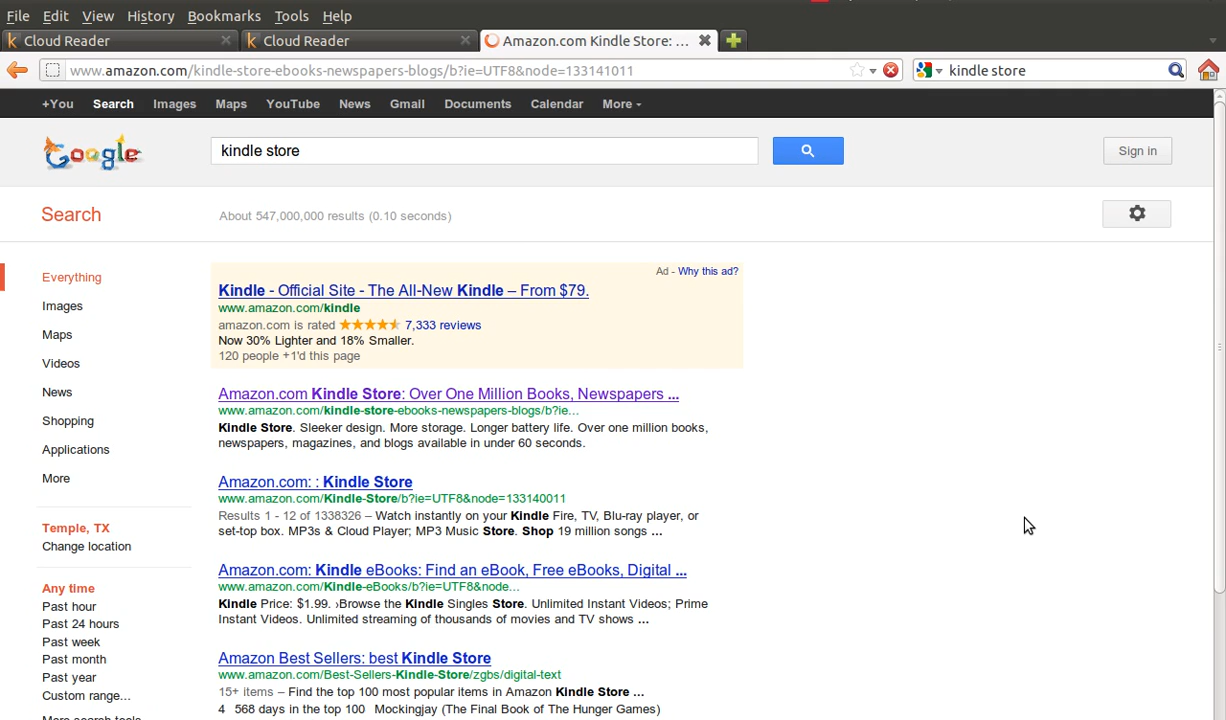 File Edit View History Bookmarks Tools Help
Cloud Reader
Cloud Reader
Amazon.com Kindle Store: ...
www.amazon.com/kindle-store-ebooks-newspapers-blogs/b?ie=UTF8&node=133141011
kindle store
+You Search Images Maps YouTube News Gmail Documents Calendar More
Google
kindle store
Sign in
Search
About 547,000,000 results (0.10 seconds)
Everything
Images
Maps
Videos
News
Shopping
Applications
More
Temple, TX
Change location
Any time
Past hour
Past 24 hours
Past week
Past month
Past year
Custom range...
More search tools
Ad - Why this ad?
Kindle - Official Site - The All-New Kindle – From $79.
www.amazon.com/kindle
amazon.com is rated 7,333 reviews
Now 30% Lighter and 18% Smaller.
120 people +1'd this page
Amazon.com Kindle Store: Over One Million Books, Newspapers ...
www.amazon.com/kindle-store-ebooks-newspapers-blogs/b?ie...
Kindle Store. Sleeker design. More storage. Longer battery life. Over one million books,
newspapers, magazines, and blogs available in under 60 seconds.
Amazon.com: : Kindle Store
www.amazon.com/Kindle-Store/b?ie=UTF8&node=133140011
Results 1 - 12 of 1338326 – Watch instantly on your Kindle Fire, TV, Blu-ray player, or
set-top box. MP3s & Cloud Player; MP3 Music Store. Shop 19 million songs ...
Amazon.com: Kindle eBooks: Find an eBook, Free eBooks, Digital ...
www.amazon.com/Kindle-eBooks/b?ie=UTF8&node...
Kindle Price: $1.99. ›Browse the Kindle Singles Store. Unlimited Instant Videos; Prime
Instant Videos. Unlimited streaming of thousands of movies and TV shows ...
Amazon Best Sellers: best Kindle Store
www.amazon.com/Best-Sellers-Kindle-Store/zgbs/digital-text
15+ items – Find the top 100 most popular items in Amazon Kindle Store ...
4 568 days in the top 100 Mockingjay (The Final Book of The Hunger Games)